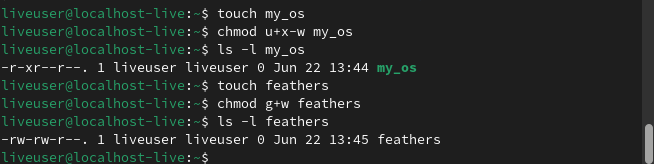 liveuser@localhost-live:~$ touch my_os
liveuser@localhost-live:~$ chmod u+x-w my_os
liveuser@localhost-live:~$ ls -l my_os
-r-xr--r--. 1 liveuser liveuser 0 Jun 22 13:44 my_os
liveuser@localhost-live:~$ touch feathers
liveuser@localhost-live:~$ chmod g+w feathers
liveuser@localhost-live:~$ ls -l feathers
-rw-rw-r--. 1 liveuser liveuser 0 Jun 22 13:45 feathers
liveuser@localhost-live:~$